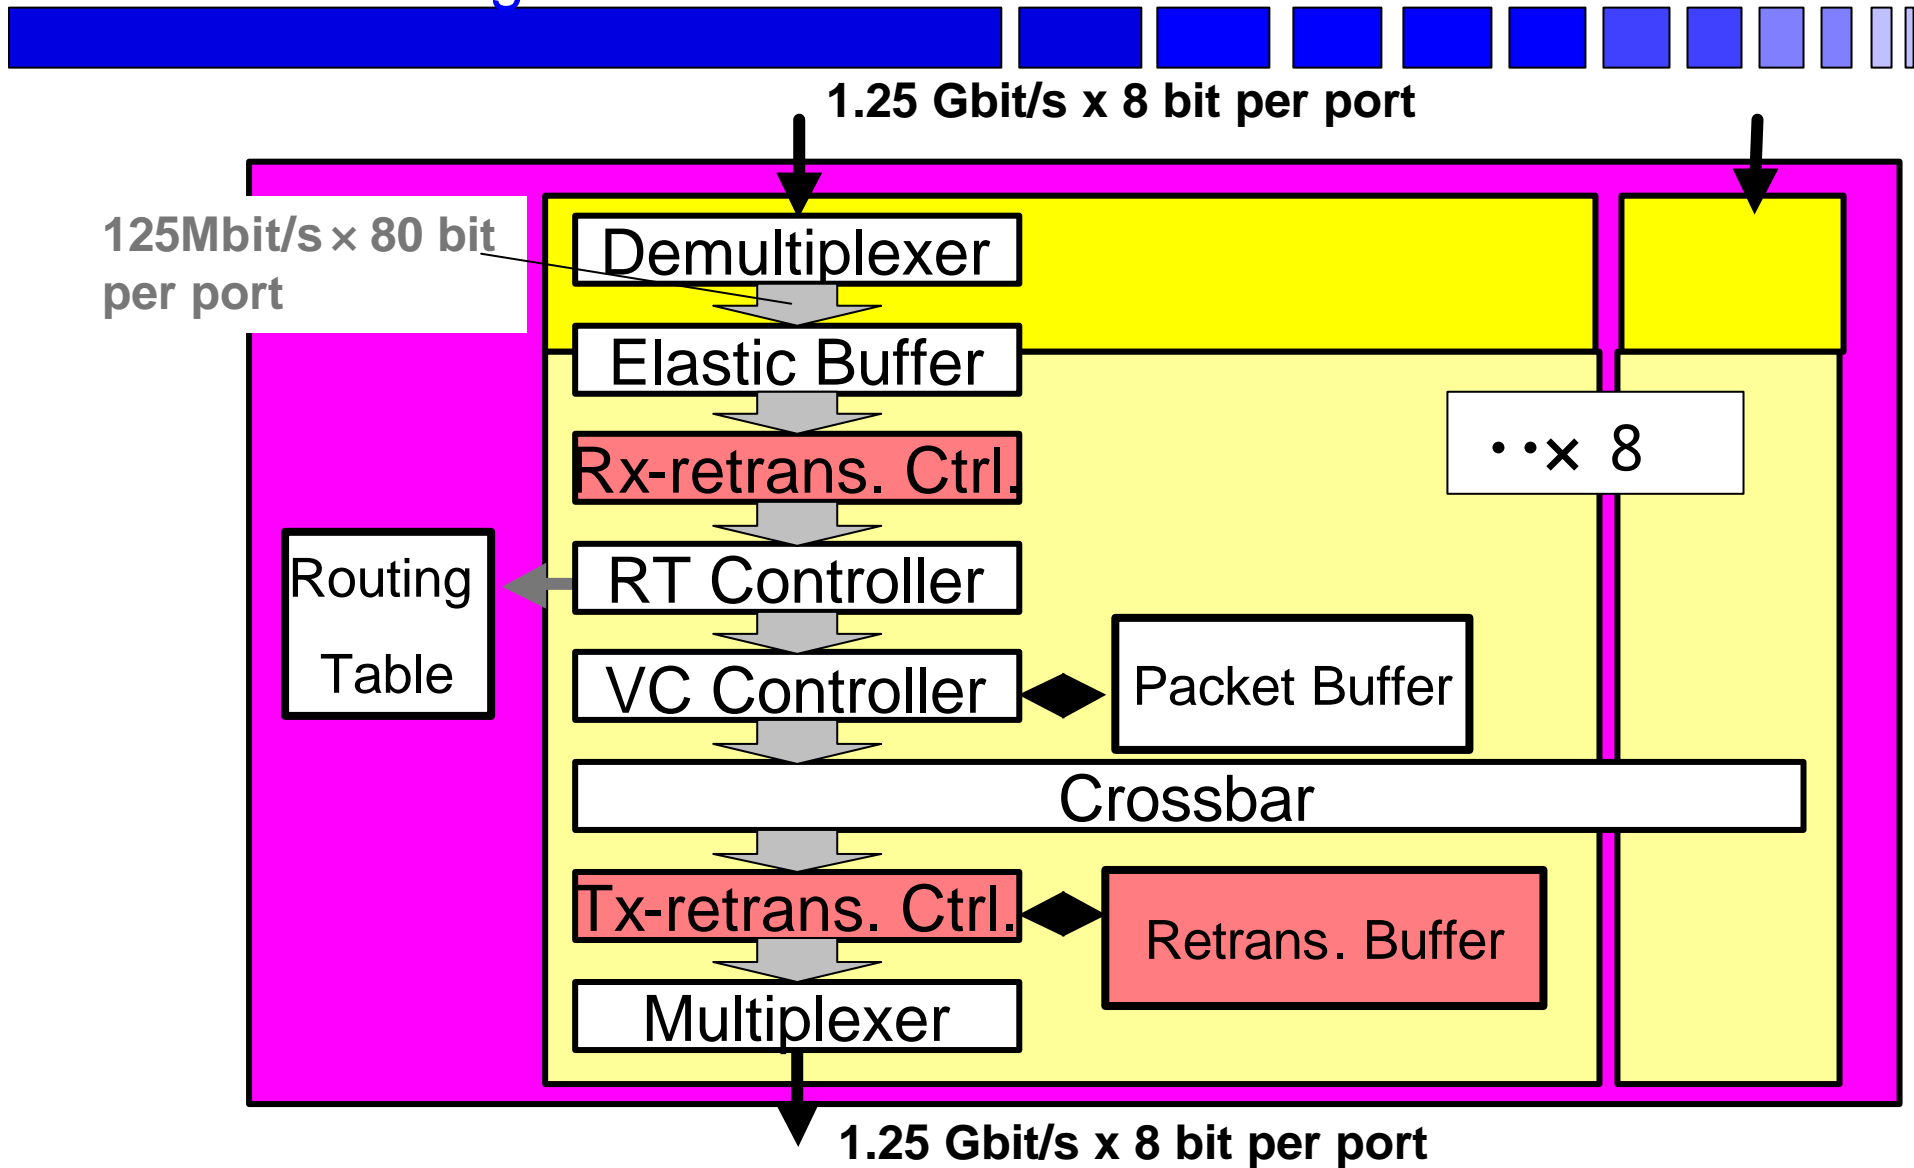 1.25 Gbit/s x 8 bit per port
125Mbit/s × 80 bit
per port
Demultiplexer
Elastic Buffer
··× 8
Rx-retrans. Ctrl.
Routing
Table
RT Controller
VC Controller
Packet Buffer
Crossbar
Tx-retrans. Ctrl.
Retrans. Buffer
Multiplexer
1.25 Gbit/s x 8 bit per port